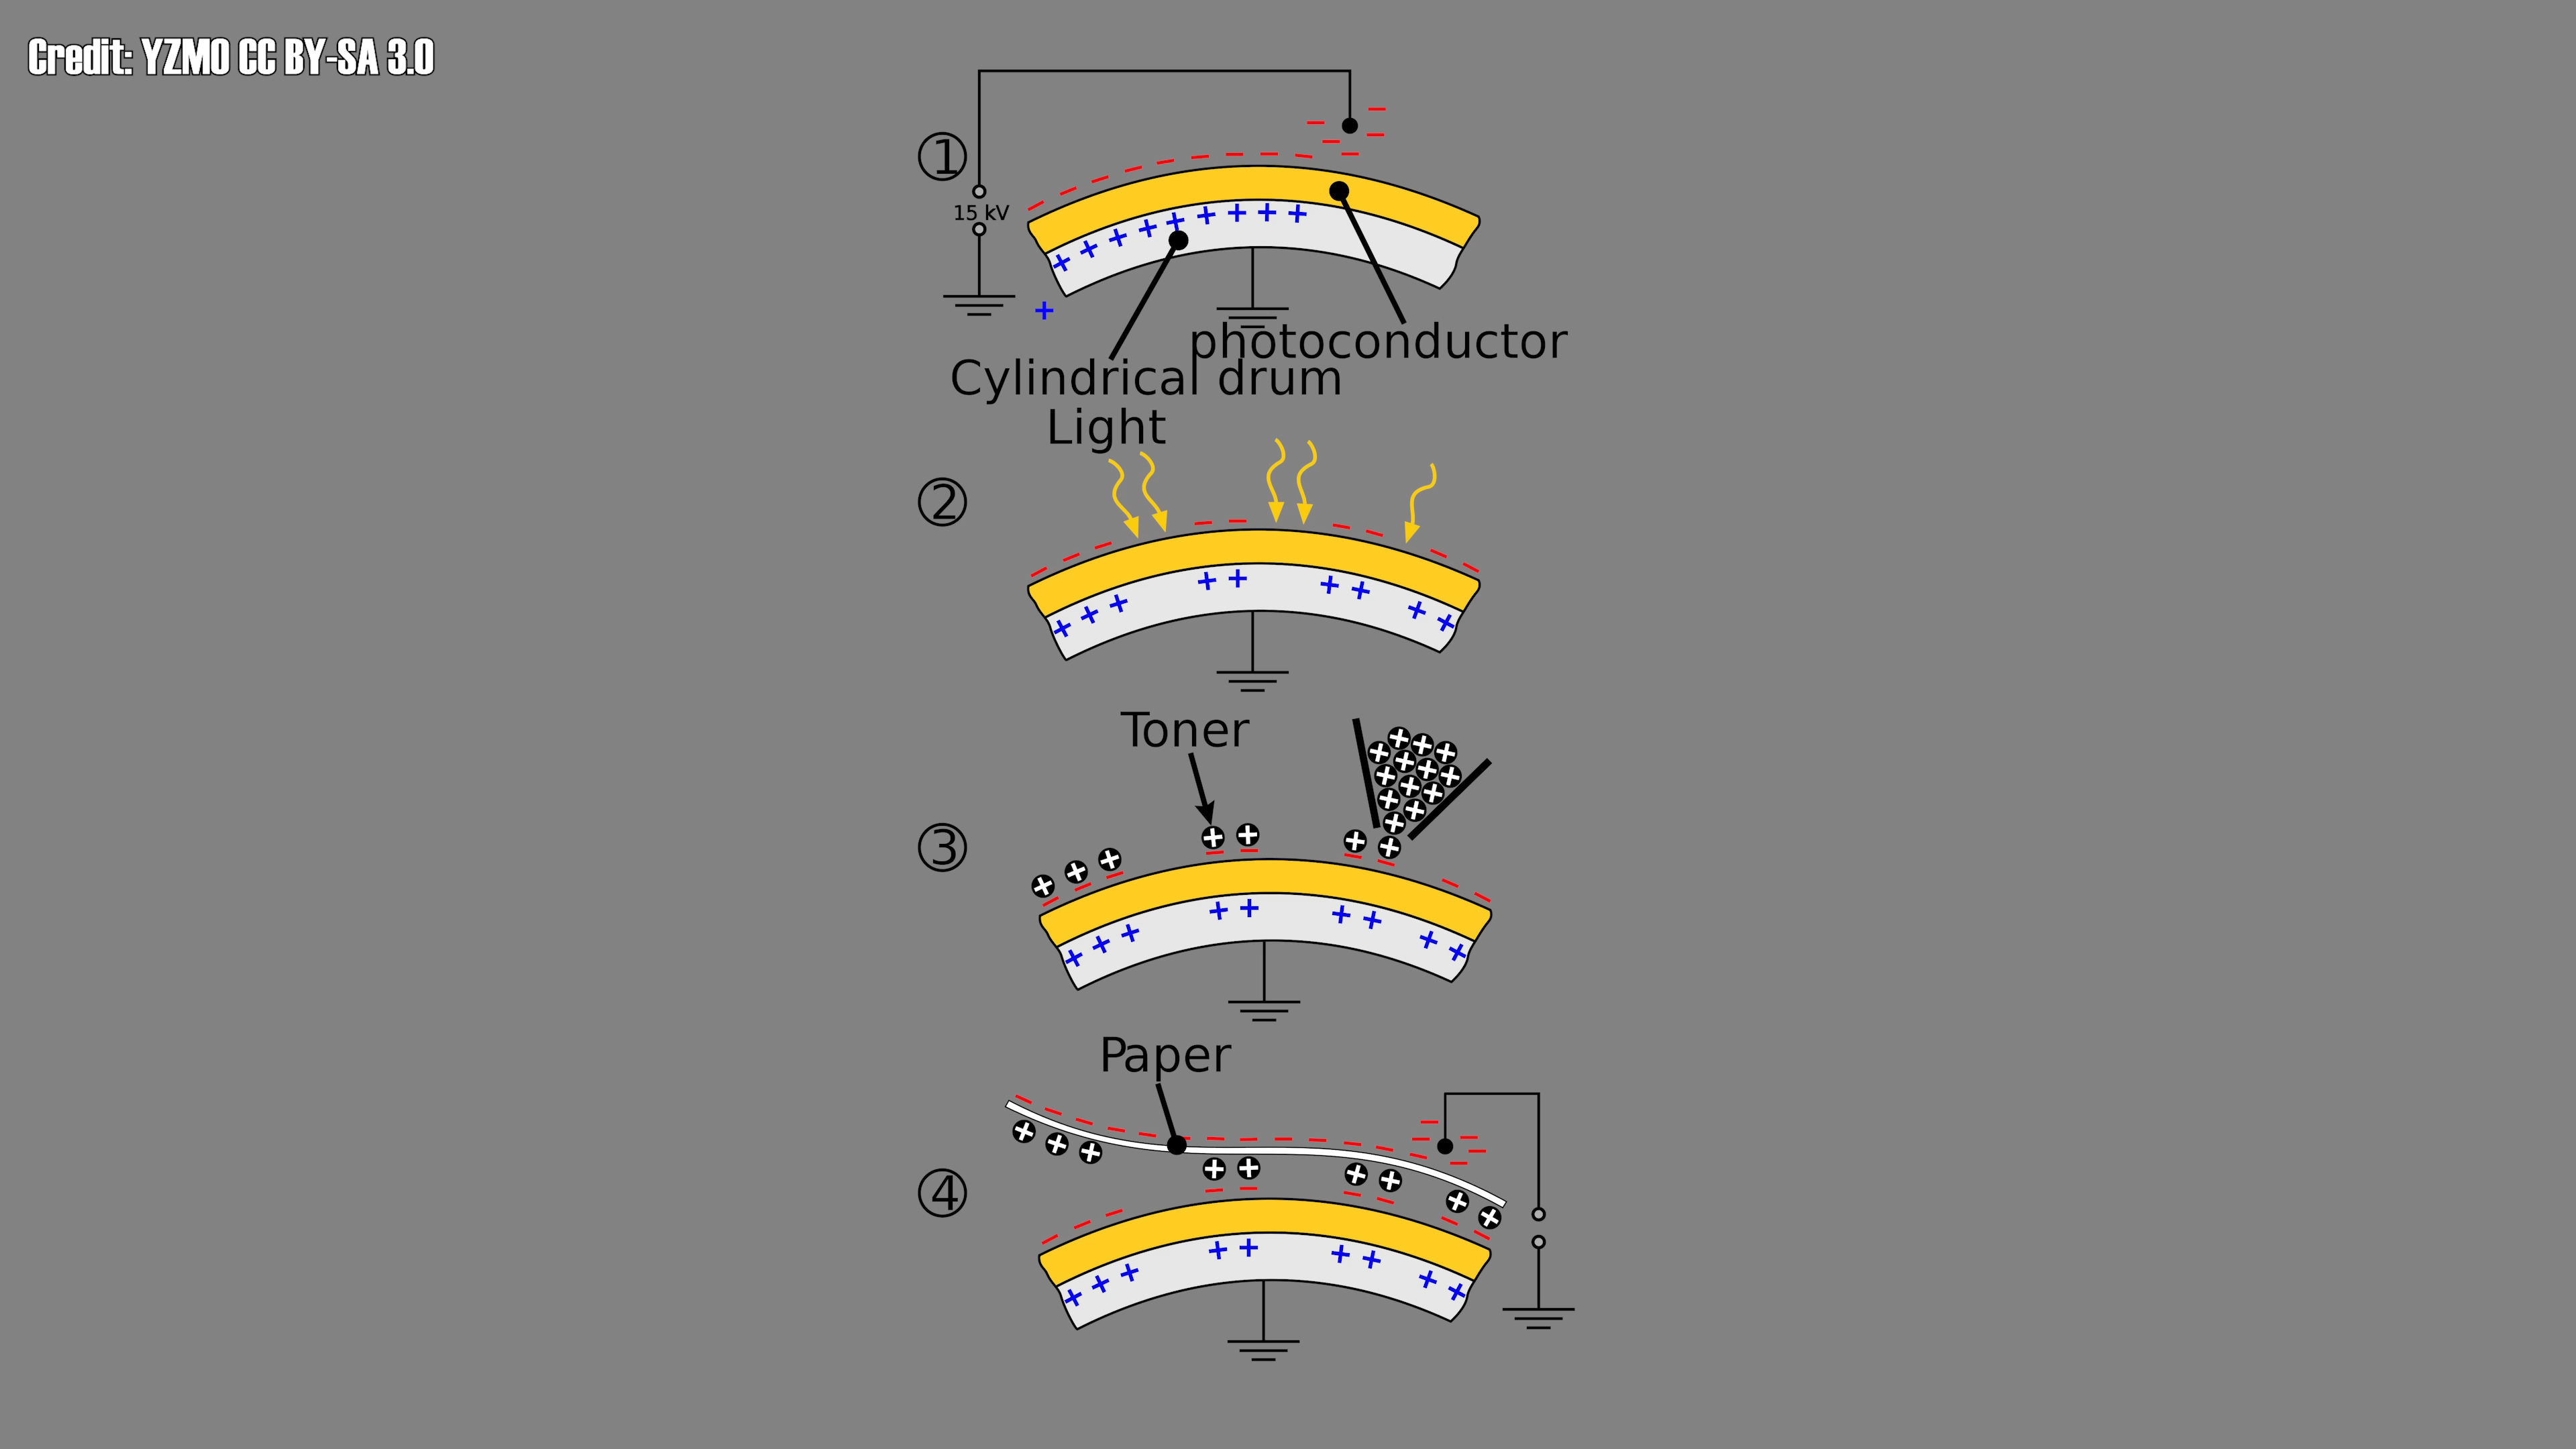 Credit: YZMO CC BY-SA 3.0
①
15 kV
photoconductor
Cylindrical drum
Light
②
Toner
③
Paper
④